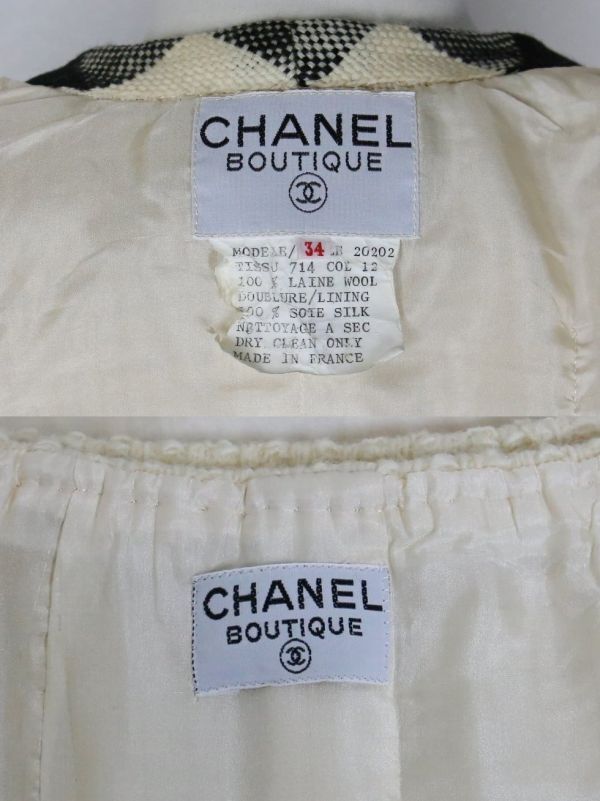 CHANEL
BOUTIQUE
MODELE/ 34 20202
TISSU 714 COL 12
100 % LAINE WOOL
DOUBLURE/LINING
100 % SOIE SILK
NETTOYAGE A SEC
DRY CLEAN ONLY
MADE IN FRANCE
CHANEL
BOUTIQUE